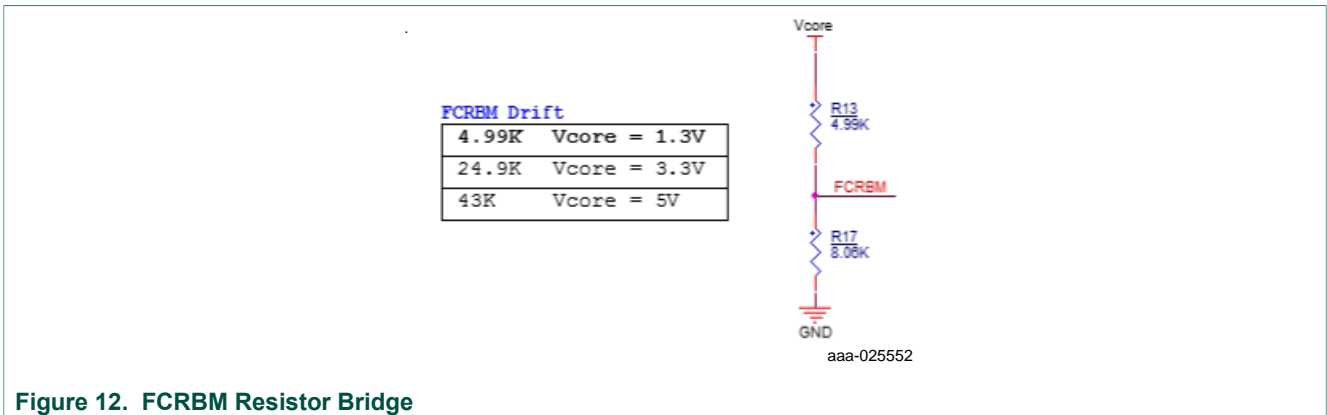 Vcore
FCRBM Drift
4.99K Vcore = 1.3V
24.9K Vcore = 3.3V
43K Vcore = 5V
R13
4.99K
FCRBM
R17
8.06K
GND
aaa-025552
Figure 12. FCRBM Resistor Bridge